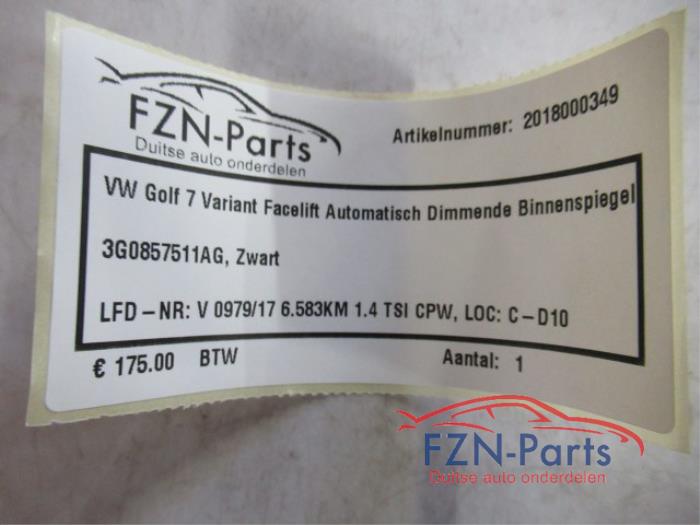 FZN-Parts
Duitse auto onderdelen
Artikelnummer: 2018000349
VW Golf 7 Variant Facelift Automatisch Dimmende Binnenspiegel
3G0857511AG, Zwart
LFD-NR: V 0979/17 6.583KM 1.4 TSI CPW, LOC: C-D10
€ 175.00 BTW Aantal: 1
FZN-Parts
Duitse auto onderdelen